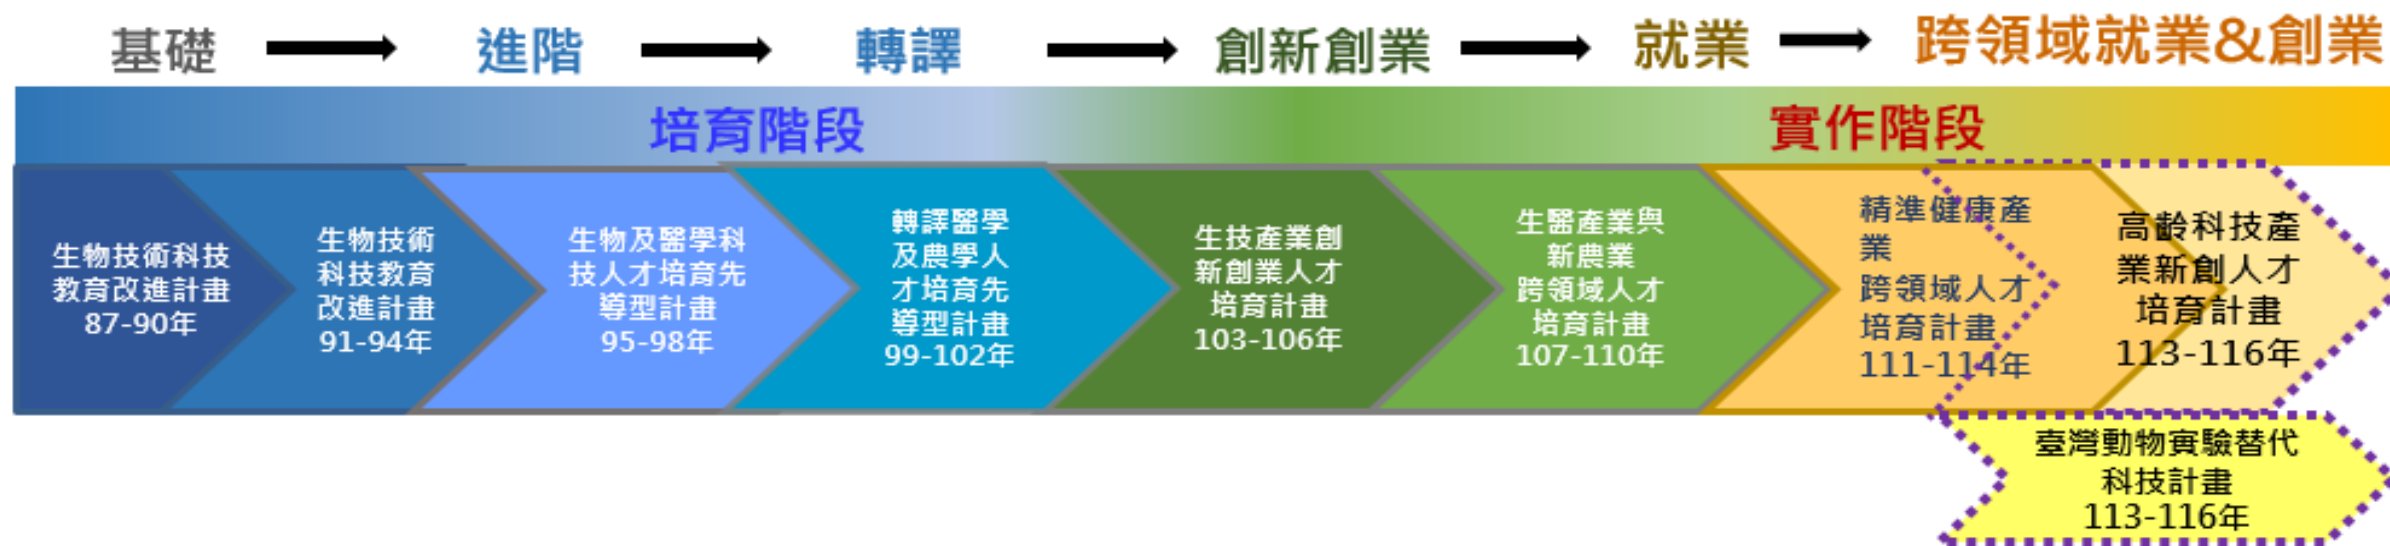 基礎
進階
轉譯
創新創業
就業
跨領域就業&創業
培育階段
實作階段
生物技術科技
教育改進計畫
87-90年
生物技術
科技教育
改進計畫
91-94年
生物及醫學科
技人才培育先
導型計畫
95-98年
轉譯醫學
及農學人
才培育先
導型計畫
99-102年
生技產業創
新創業人才
培育計畫
103-106年
生醫產業與
新農業
跨領域人才
培育計畫
107-110年
精準健康產
業
跨領域人才
培育計畫
111-114年
高齡科技產
業新創人才
培育計畫
113-116年
臺灣動物實驗替代
科技計畫
113-116年